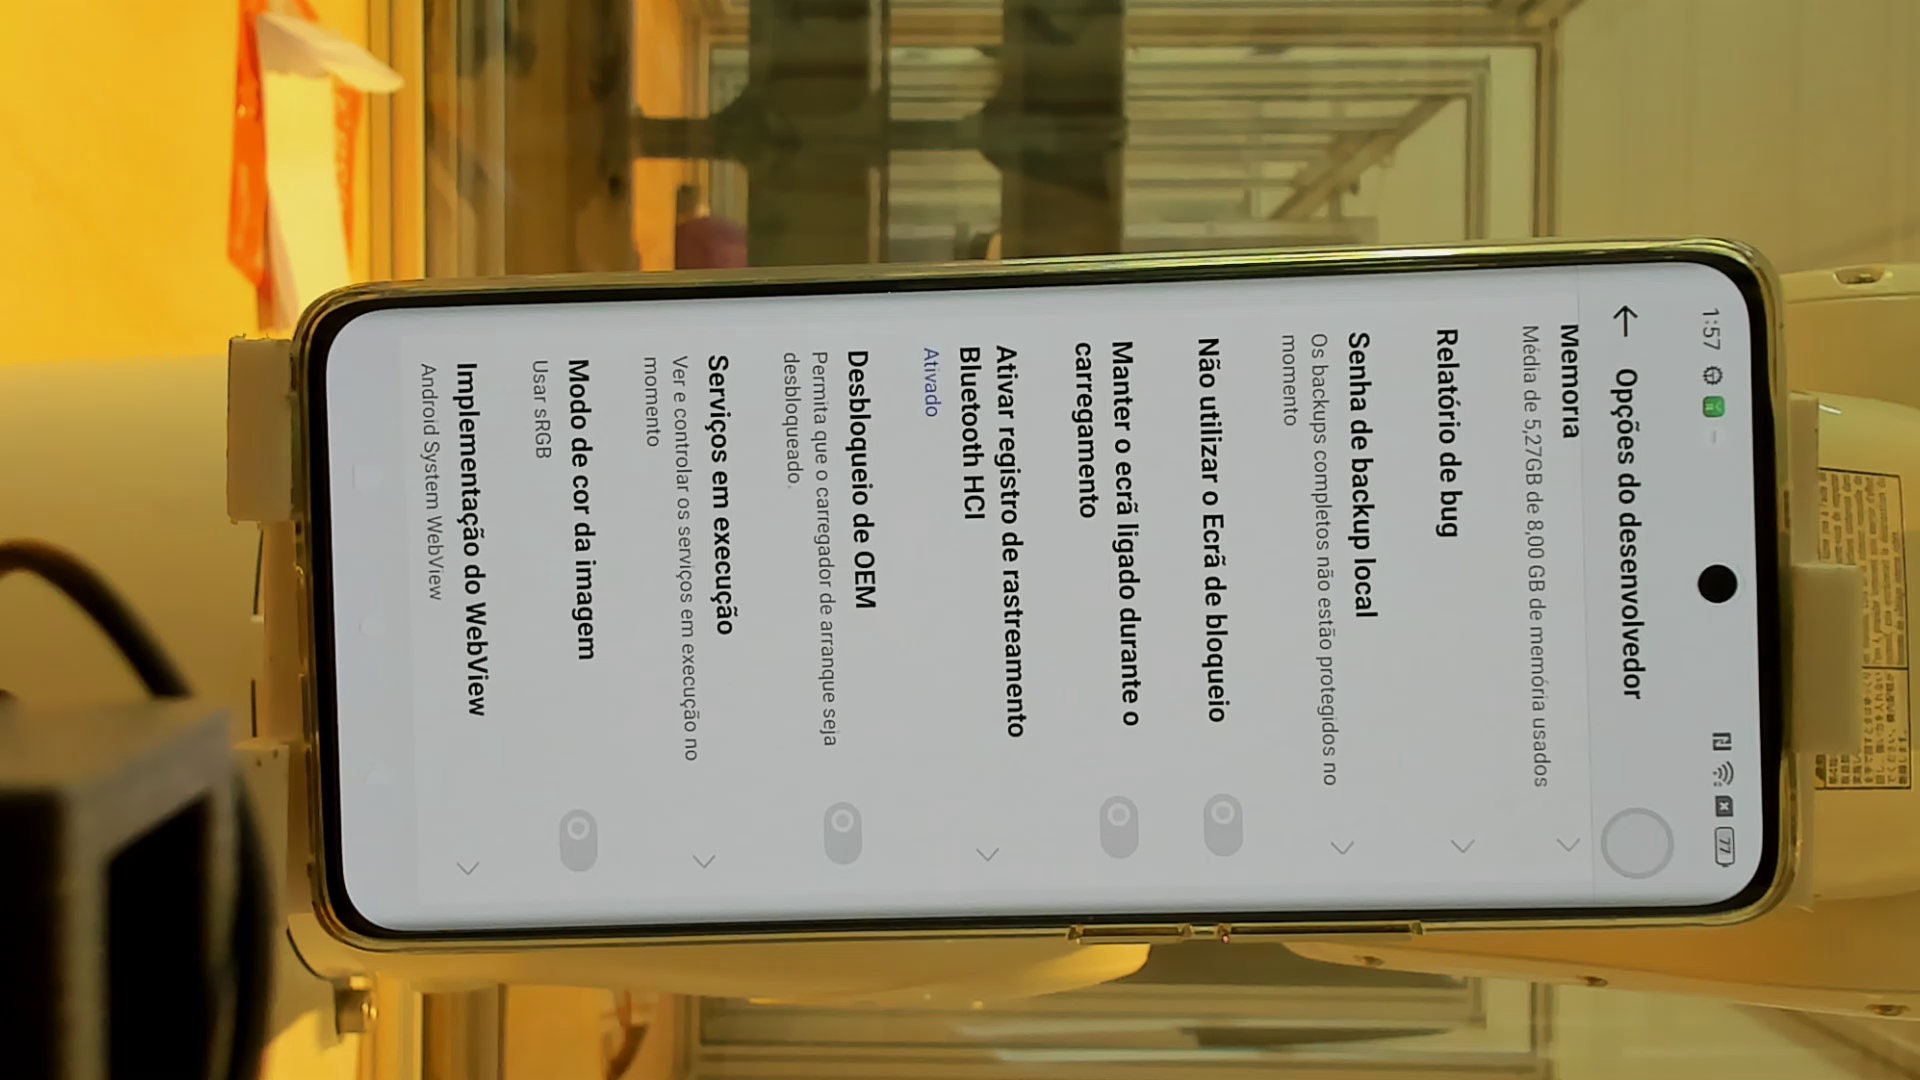 1:57
77
Opções do desenvolvedor
Memória
Média de 5,27GB de 8,00 GB de memória usados
Relatório de bug
Senha de backup local
Os backups completos não estão protegidos no
momento
Não utilizar o Ecrã de bloqueio
Manter o ecrã ligado durante o
carregamento
Ativar registro de rastreamento
Bluetooth HCI
Ativado
Desbloqueio de OEM
Permita que o carregador de arranque seja
desbloqueado.
Serviços em execução
Ver e controlar os serviços em execução no
momento
Modo de cor da imagem
Usar sRGB
Implementação do WebView
Android System WebView